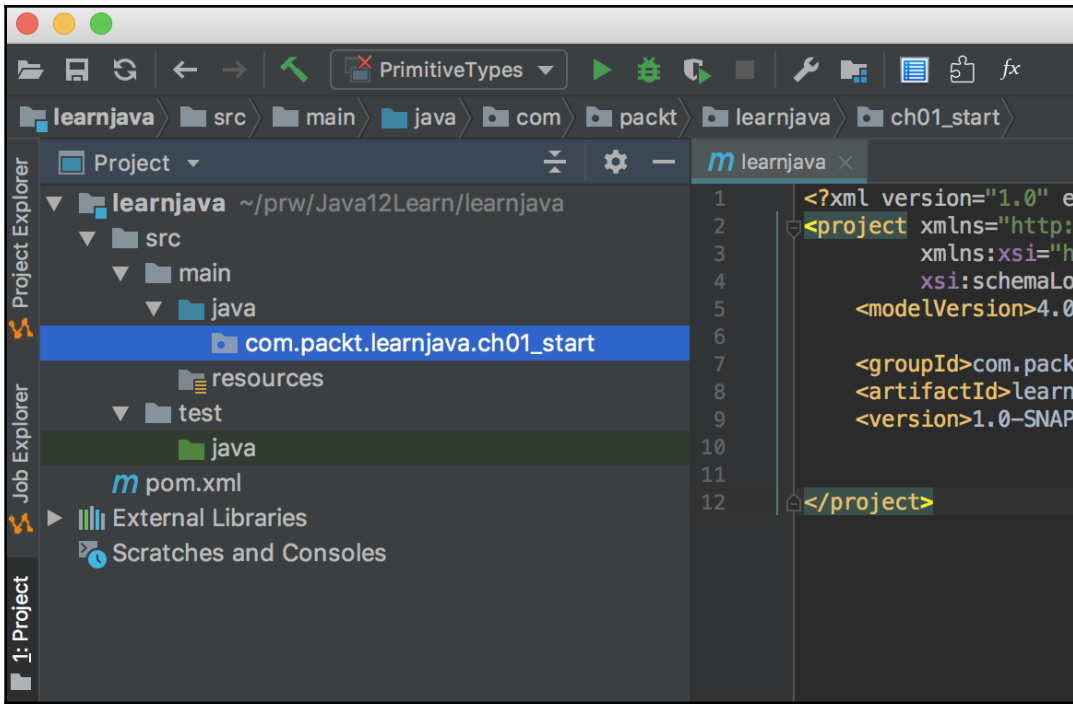 PrimitiveTypes
fx
learnjava src main java com packt learnjava ch01_start
Project Explorer
Job Explorer
1: Project
Project
learnjava ~/prw/Java12Learn/learnjava
src
main
java
com.packt.learnjava.ch01_start
resources
test
java
m pom.xml
External Libraries
Scratches and Consoles
m learnjava
1 <?xml version="1.0" e
2 <project xmlns="http:
3 xmlns:xsi="h
4 xsi:schemaLo
5 <modelVersion>4.0
6
7 <groupId>com.pack
8 <artifactId>learn
9 <version>1.0-SNAP
10
11
12 </project>